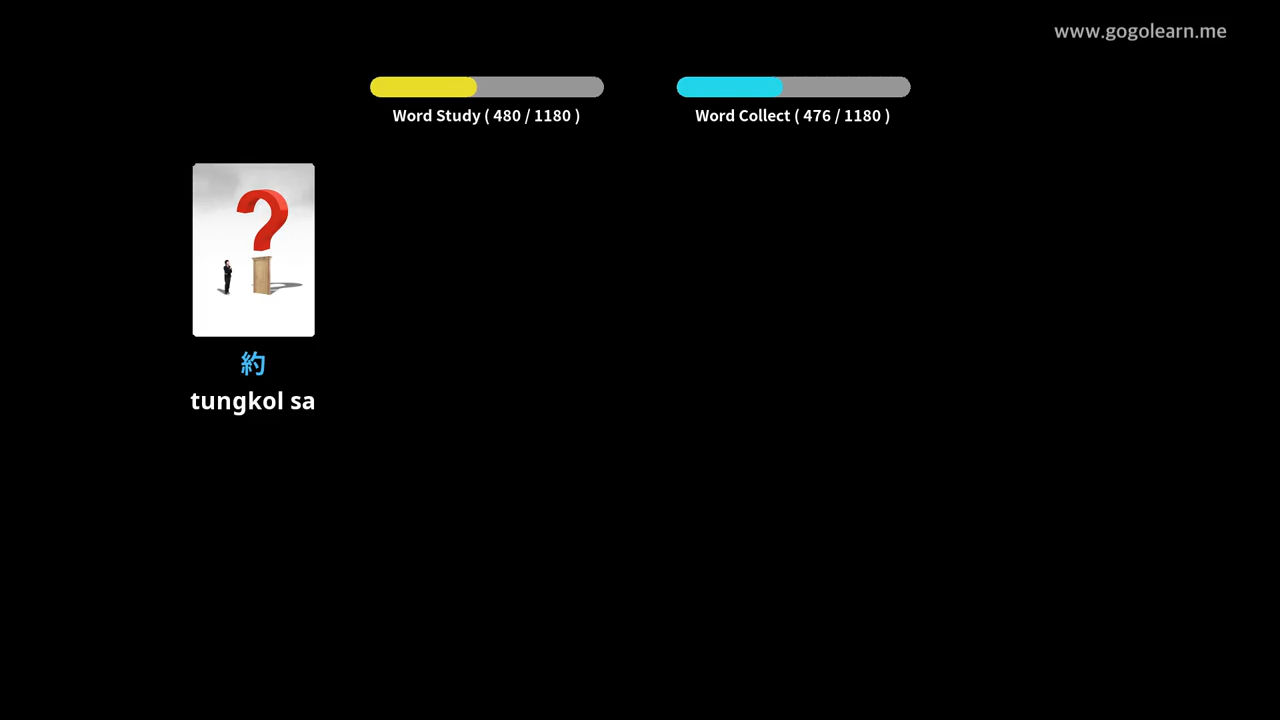 www.gogolearn.me
Word Study ( 480 / 1180 )
Word Collect ( 476 / 1180 )
約
tungkol sa